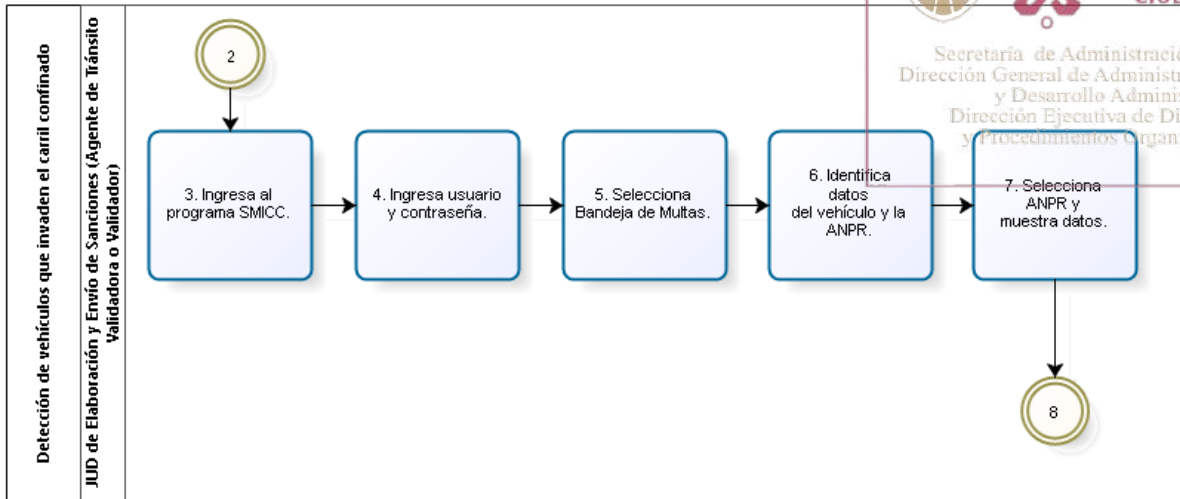 Detección de vehículos que invaden el carril confinado
JUD de Elaboración y Envío de Sanciones (Agente de Tránsito
Validadora o Validador)
2
3. Ingresa al
programa SMICC.
4. Ingresa usuario
y contraseña.
5. Selecciona
Bandeja de Multas.
6. Identifica
datos
del vehículo y la
ANPR.
7. Selecciona
ANPR y
muestra datos.
8
Secretaría de Administració
Dirección General de Administr
y Desarrollo Adminis
Dirección Ejecutiva de Di
y Procedimientos Organ